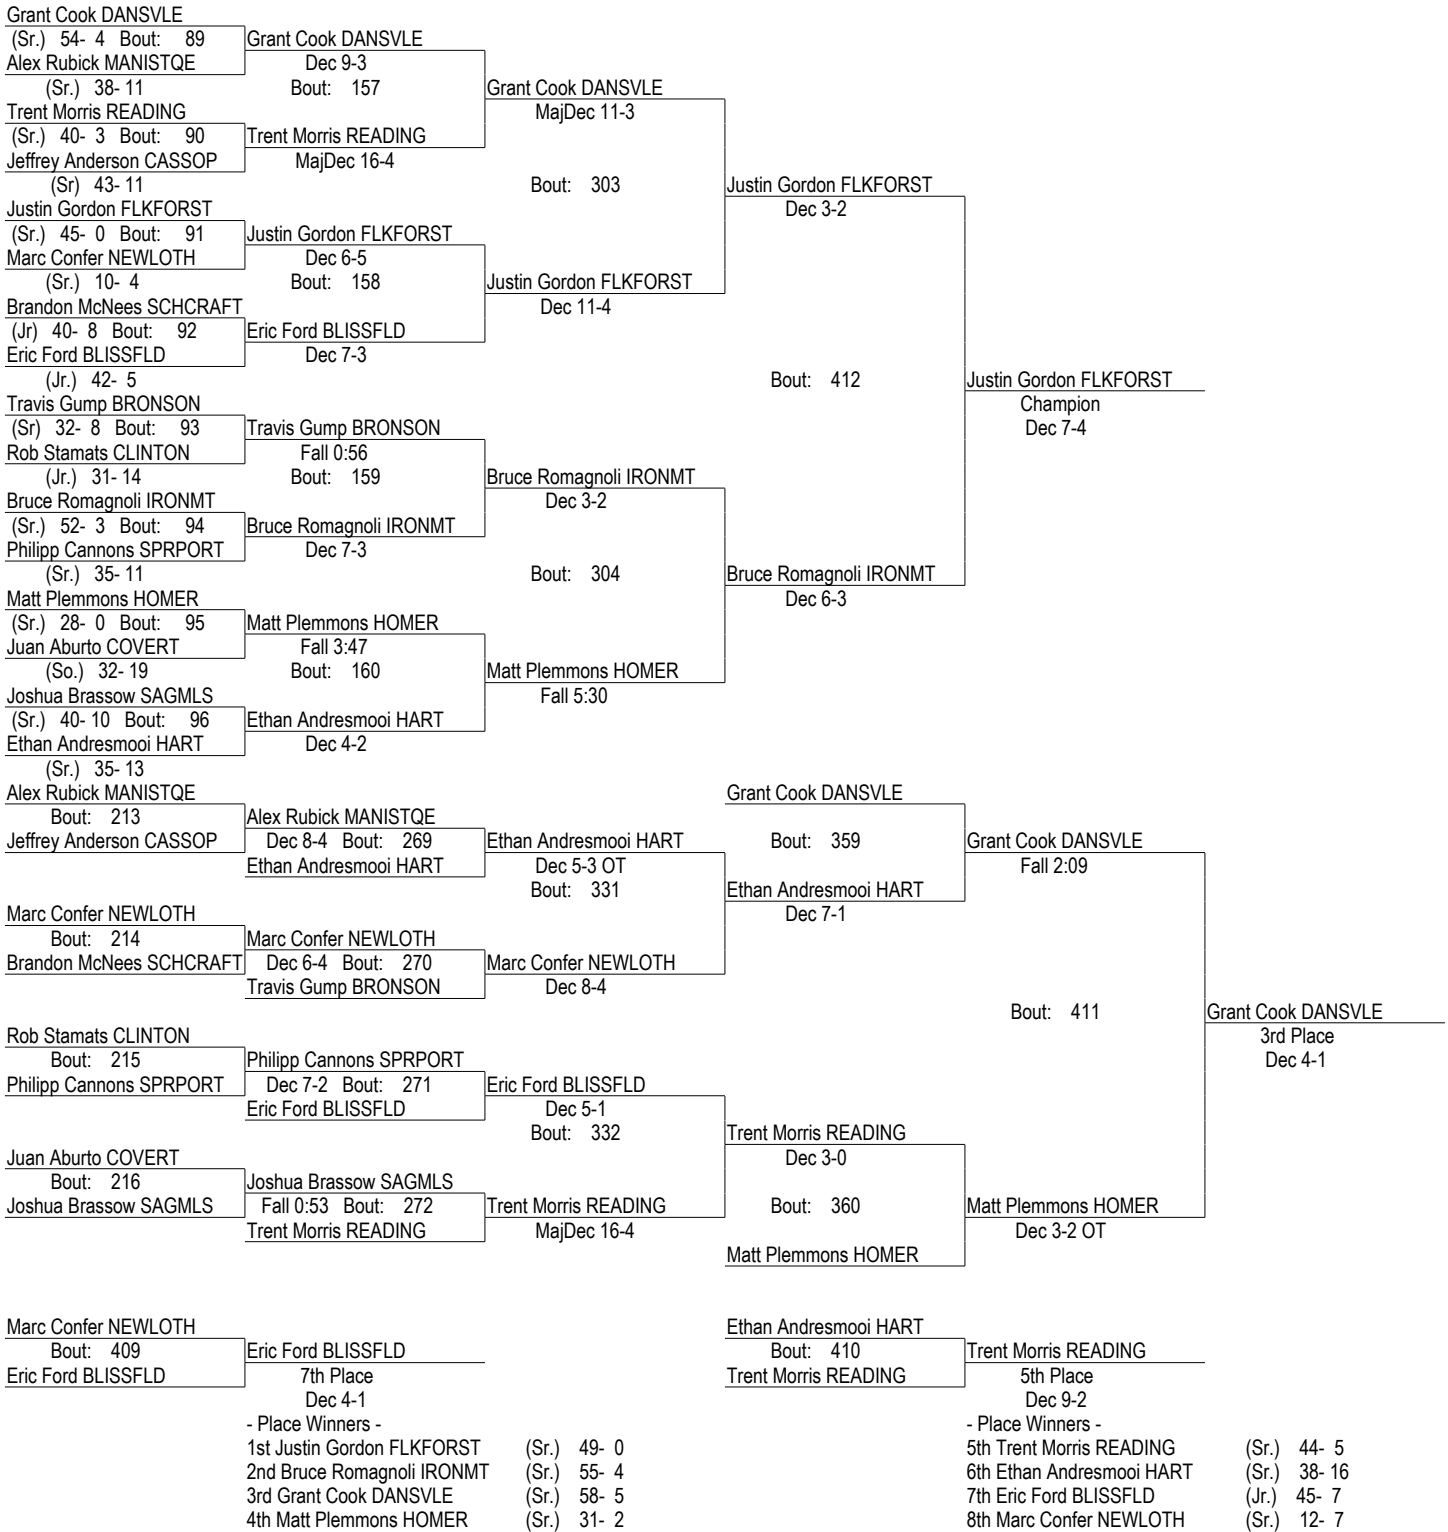 Grant Cook DANSVLE
(Sr.) 54- 4 Bout: 89 Grant Cook DANSVLE
Alex Rubick MANISTQE Dec 9-3
(Sr.) 38- 11 Bout: 157 Grant Cook DANSVLE
Trent Morris READING MajDec 11-3
(Sr.) 40- 3 Bout: 90 Trent Morris READING
Jeffrey Anderson CASSOP MajDec 16-4
(Sr) 43- 11 Bout: 303 Justin Gordon FLKFORST
Justin Gordon FLKFORST Dec 3-2
(Sr.) 45- 0 Bout: 91 Justin Gordon FLKFORST
Marc Confer NEWLOTH Dec 6-5
(Sr.) 10- 4 Bout: 158 Justin Gordon FLKFORST
Brandon McNees SCHCRAFT Dec 11-4
(Jr) 40- 8 Bout: 92 Eric Ford BLISSFLD
Eric Ford BLISSFLD Dec 7-3
(Jr.) 42- 5 Bout: 412 Justin Gordon FLKFORST
Travis Gump BRONSON Champion
(Sr) 32- 8 Bout: 93 Travis Gump BRONSON Dec 7-4
Rob Stamats CLINTON Fall 0:56
(Jr.) 31- 14 Bout: 159 Bruce Romagnoli IRONMT
Bruce Romagnoli IRONMT Dec 3-2
(Sr.) 52- 3 Bout: 94 Bruce Romagnoli IRONMT
Philipp Cannons SPRPORT Dec 7-3
(Sr.) 35- 11 Bout: 304 Bruce Romagnoli IRONMT
Matt Plemmons HOMER Dec 6-3
(Sr.) 28- 0 Bout: 95 Matt Plemmons HOMER
Juan Aburto COVERT Fall 3:47
(So.) 32- 19 Bout: 160 Matt Plemmons HOMER
Joshua Brassow SAGMLS Fall 5:30
(Sr.) 40- 10 Bout: 96 Ethan Andresmooi HART
Ethan Andresmooi HART Dec 4-2
(Sr.) 35- 13
Alex Rubick MANISTQE Grant Cook DANSVLE
Bout: 213 Alex Rubick MANISTQE
Jeffrey Anderson CASSOP Dec 8-4 Bout: 269 Ethan Andresmooi HART Bout: 359 Grant Cook DANSVLE
Ethan Andresmooi HART Dec 5-3 OT Fall 2:09
Bout: 331 Ethan Andresmooi HART
Marc Confer NEWLOTH Dec 7-1
Bout: 214 Marc Confer NEWLOTH
Brandon McNees SCHCRAFT Dec 6-4 Bout: 270 Marc Confer NEWLOTH
Travis Gump BRONSON Dec 8-4
Bout: 411 Grant Cook DANSVLE
Rob Stamats CLINTON 3rd Place
Bout: 215 Philipp Cannons SPRPORT Dec 4-1
Philipp Cannons SPRPORT Dec 7-2 Bout: 271 Eric Ford BLISSFLD
Eric Ford BLISSFLD Dec 5-1
Bout: 332 Trent Morris READING
Juan Aburto COVERT Dec 3-0
Bout: 216 Joshua Brassow SAGMLS
Joshua Brassow SAGMLS Fall 0:53 Bout: 272 Trent Morris READING Bout: 360 Matt Plemmons HOMER
Trent Morris READING MajDec 16-4 Dec 3-2 OT
Matt Plemmons HOMER
Marc Confer NEWLOTH Ethan Andresmooi HART
Bout: 409 Eric Ford BLISSFLD Bout: 410 Trent Morris READING
Eric Ford BLISSFLD 7th Place Trent Morris READING 5th Place
Dec 4-1 Dec 9-2
- Place Winners - - Place Winners -
1st Justin Gordon FLKFORST (Sr.) 49- 0 5th Trent Morris READING (Sr.) 44- 5
2nd Bruce Romagnoli IRONMT (Sr.) 55- 4 6th Ethan Andresmooi HART (Sr.) 38- 16
3rd Grant Cook DANSVLE (Sr.) 58- 5 7th Eric Ford BLISSFLD (Jr.) 45- 7
4th Matt Plemmons HOMER (Sr.) 31- 2 8th Marc Confer NEWLOTH (Sr.) 12- 7